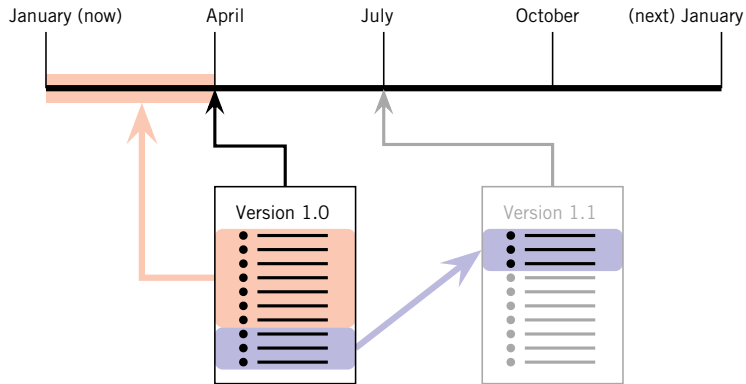 January (now) April July October (next) January
Version 1.0 Version 1.1